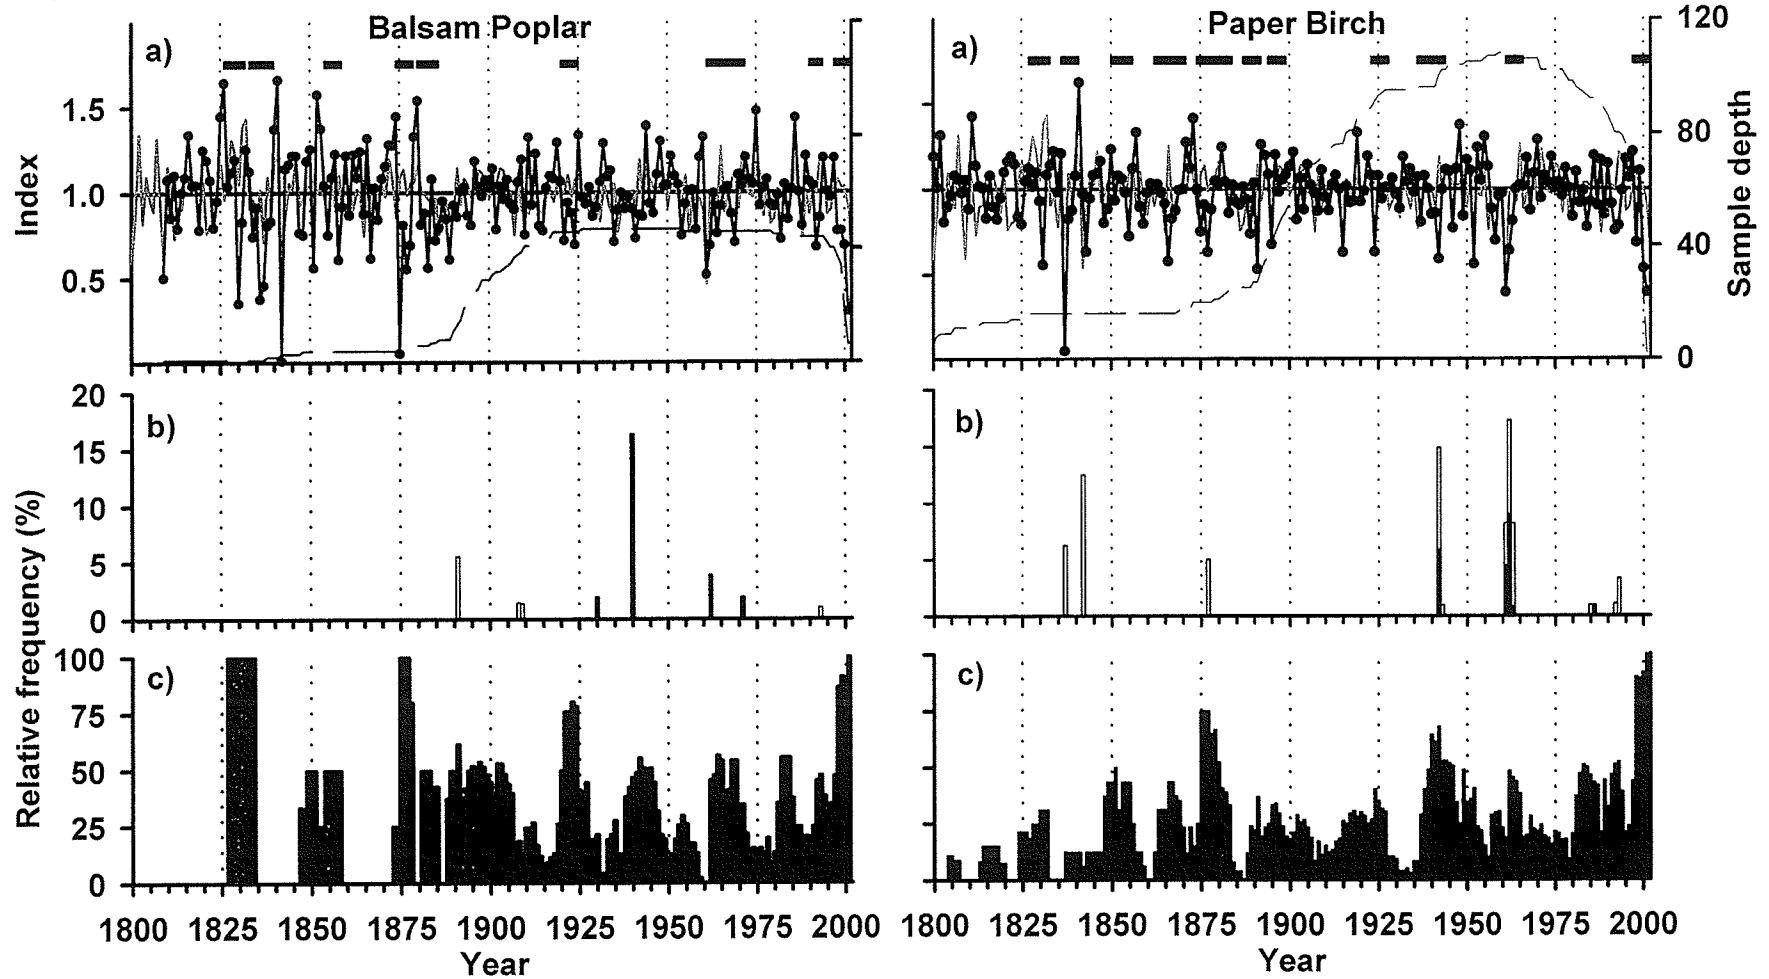 Balsam Poplar
Paper Birch
a)
a)
120
80
40
0
Sample depth
1.5
1.0
0.5
Index
b)
b)
20
15
10
5
0
Relative frequency (%)
c)
c)
100
75
50
25
0
1800 1825 1850 1875 1900 1925 1950 1975 2000
1800 1825 1850 1875 1900 1925 1950 1975 2000
Year
Year